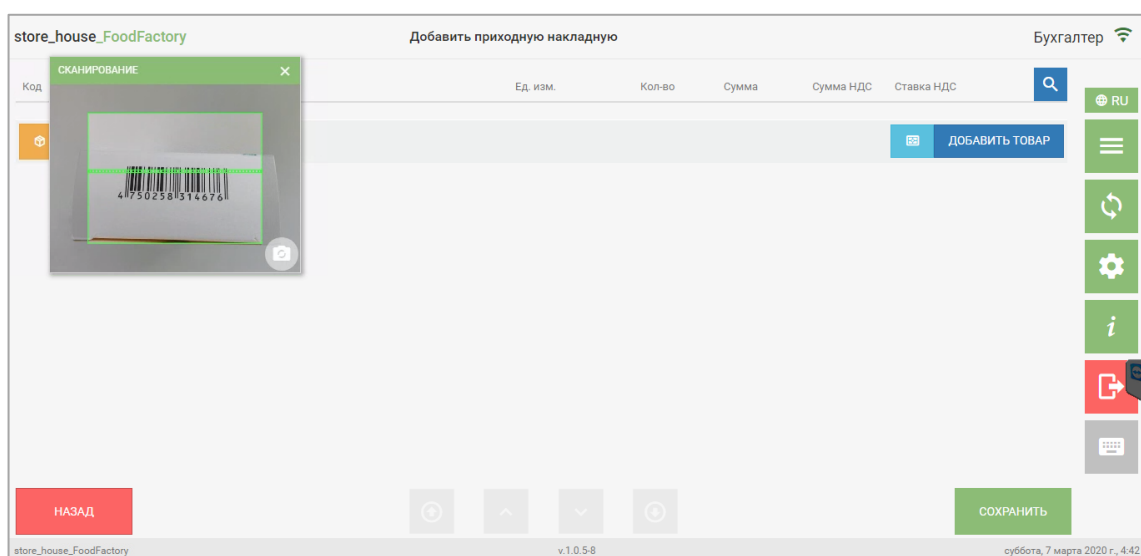 store_house_FoodFactory
Добавить приходную накладную
Бухгалтер
СКАНИРОВАНИЕ
Код
Ед. изм.
Кол-во
Сумма
Сумма НДС
Ставка НДС
RU
ДОБАВИТЬ ТОВАР
4 750258 314676
i
НАЗАД
СОХРАНИТЬ
store_house_FoodFactory
v.1.0.5-8
суббота, 7 марта 2020 г., 4:42